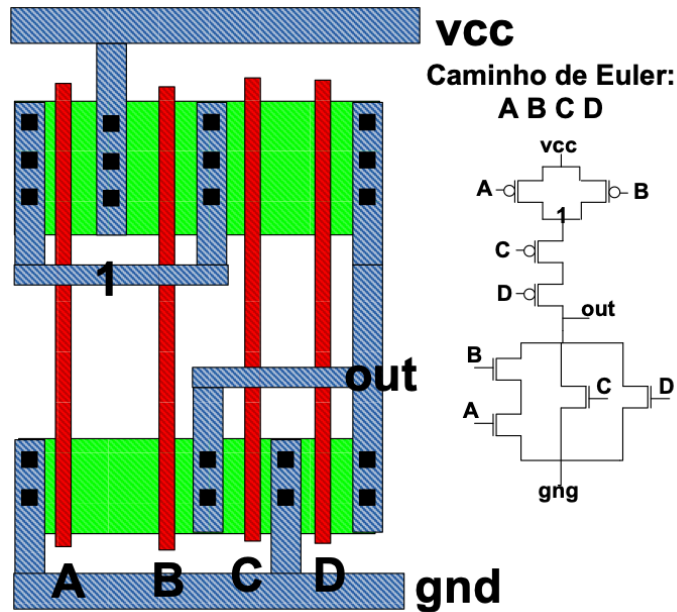 vcc
1
out
A B C D
gnd
Caminho de Euler:
A B C D
vcc
A
B
1
C
D
out
B
C
D
A
gng